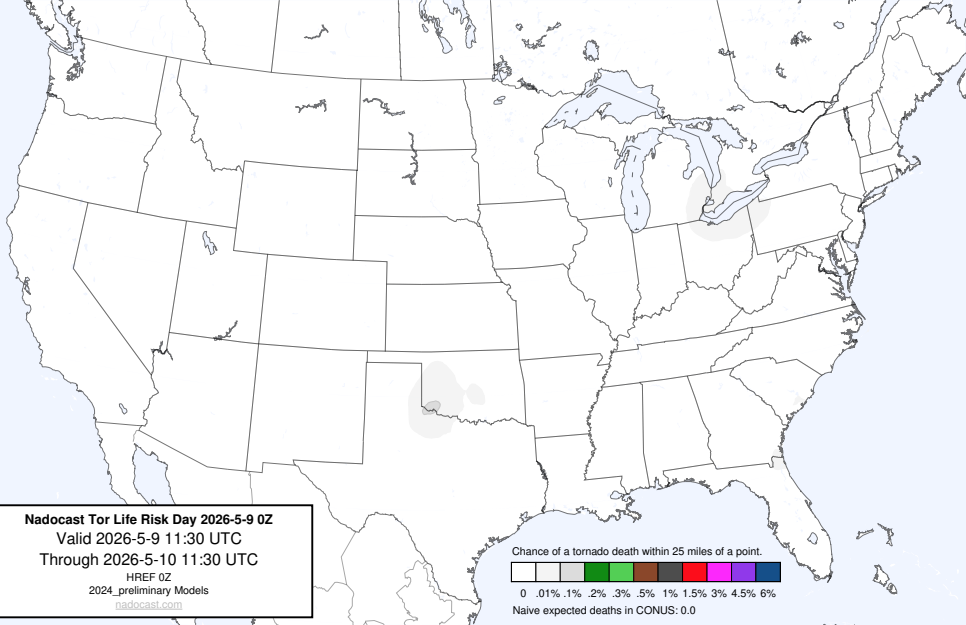 Nadocast Tor Life Risk Day 2026-5-9 0Z
Valid 2026-5-9 11:30 UTC
Through 2026-5-10 11:30 UTC
HREF 0Z
2024_preliminary Models
nadocast.com
Chance of a tornado death within 25 miles of a point.
0 .01% .1% .2% .3% .5% 1% 1.5% 3% 4.5% 6%
Naive expected deaths in CONUS: 0.0